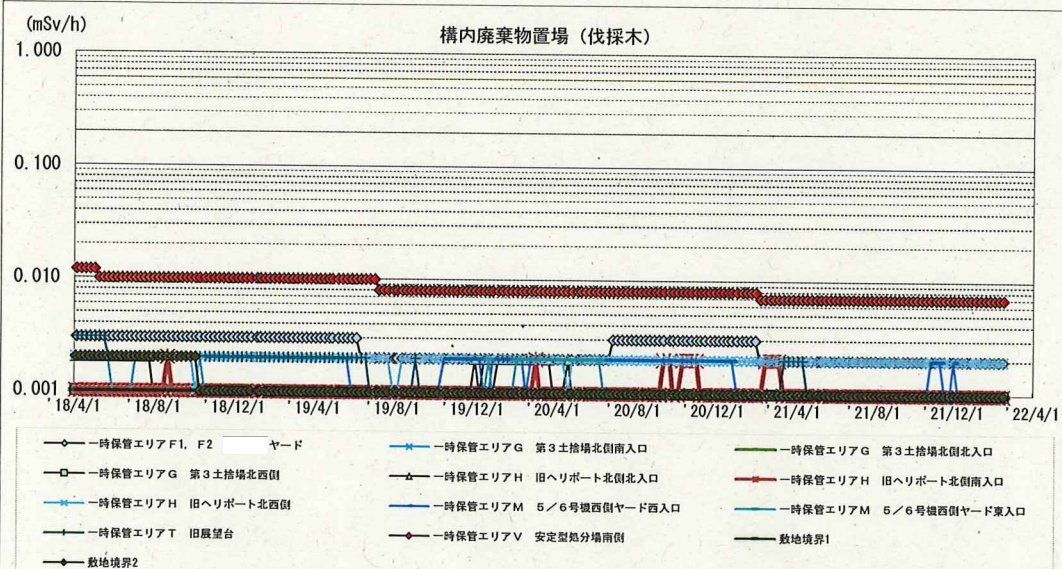 (mSv/h)
構内廃棄物置場（伐採木）
1.000
0.100
0.010
0.001
'18/4/1 '18/8/1 '18/12/1 '19/4/1 '19/8/1 '19/12/1 '20/4/1 '20/8/1 '20/12/1 '21/4/1 '21/8/1 '21/12/1 '22/4/1
一時保管エリアF1，F2 ヤード
一時保管エリアG 第3土捨場北側南入口
一時保管エリアG 第3土捨場北側北入口
一時保管エリアG 第3土捨場北西側
一時保管エリアH 旧ヘリポート北側北入口
一時保管エリアH 旧ヘリポート北側南入口
一時保管エリアH 旧ヘリポート北西側
一時保管エリアM 5／6号機西側ヤード西入口
一時保管エリアM 5／6号機西側ヤード東入口
一時保管エリアT 旧展望台
一時保管エリアV 安定型処分場南側
敷地境界1
敷地境界2